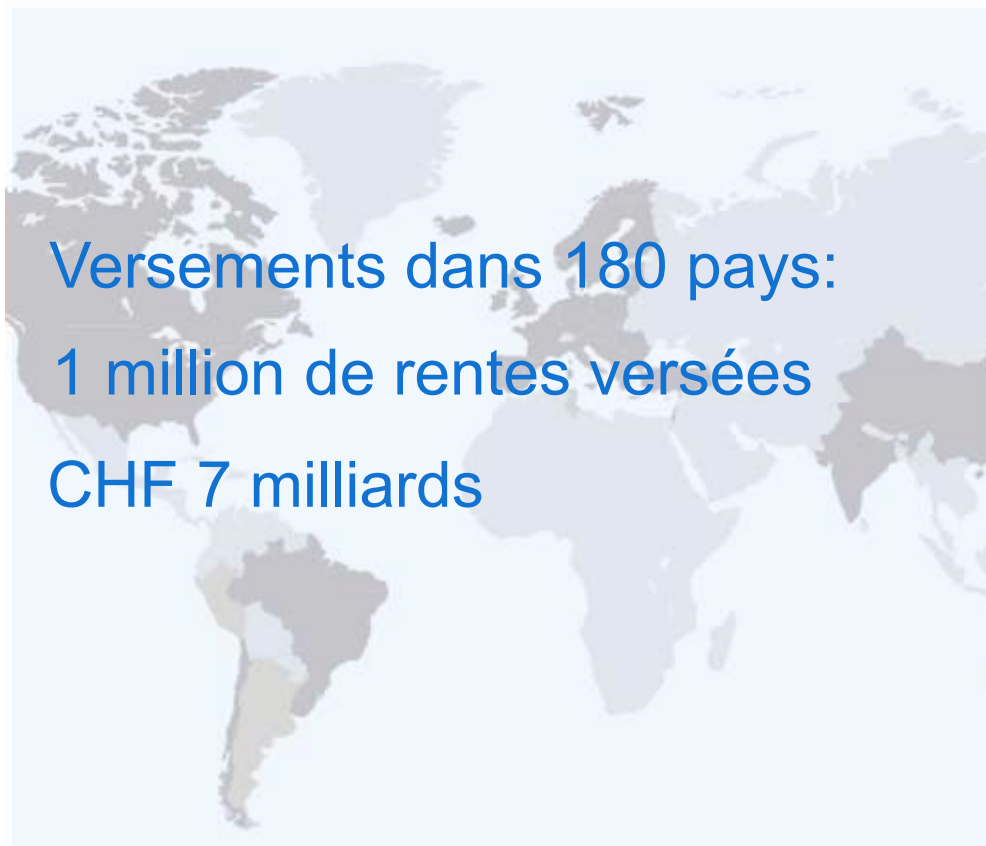 Versements dans 180 pays:
1 million de rentes versées
CHF 7 milliards